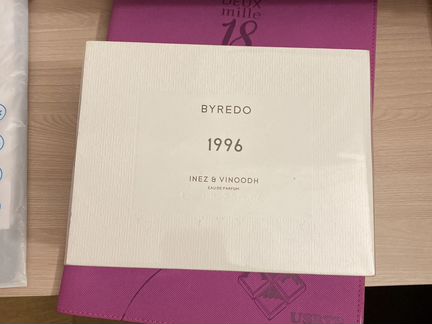 DEUX
mille
18
BYREDO
1996
INEZ & VINOODH
EAU DE PARFUM